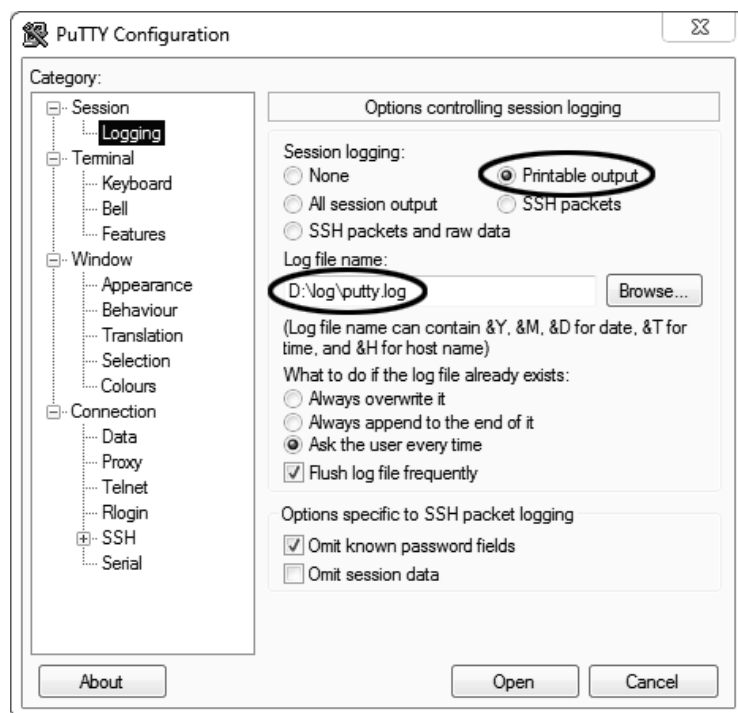 PuTTY Configuration
Category:
Session
Logging
Terminal
Keyboard
Bell
Features
Window
Appearance
Behaviour
Translation
Selection
Colours
Connection
Data
Proxy
Telnet
Rlogin
SSH
Serial
Options controlling session logging
Session logging:
None
Printable output
All session output
SSH packets
SSH packets and raw data
Log file name:
D:\log\putty.log
Browse...
(Log file name can contain &Y, &M, &D for date, &T for
time, and &H for host name)
What to do if the log file already exists:
Always overwrite it
Always append to the end of it
Ask the user every time
Flush log file frequently
Options specific to SSH packet logging
Omit known password fields
Omit session data
About
Open
Cancel